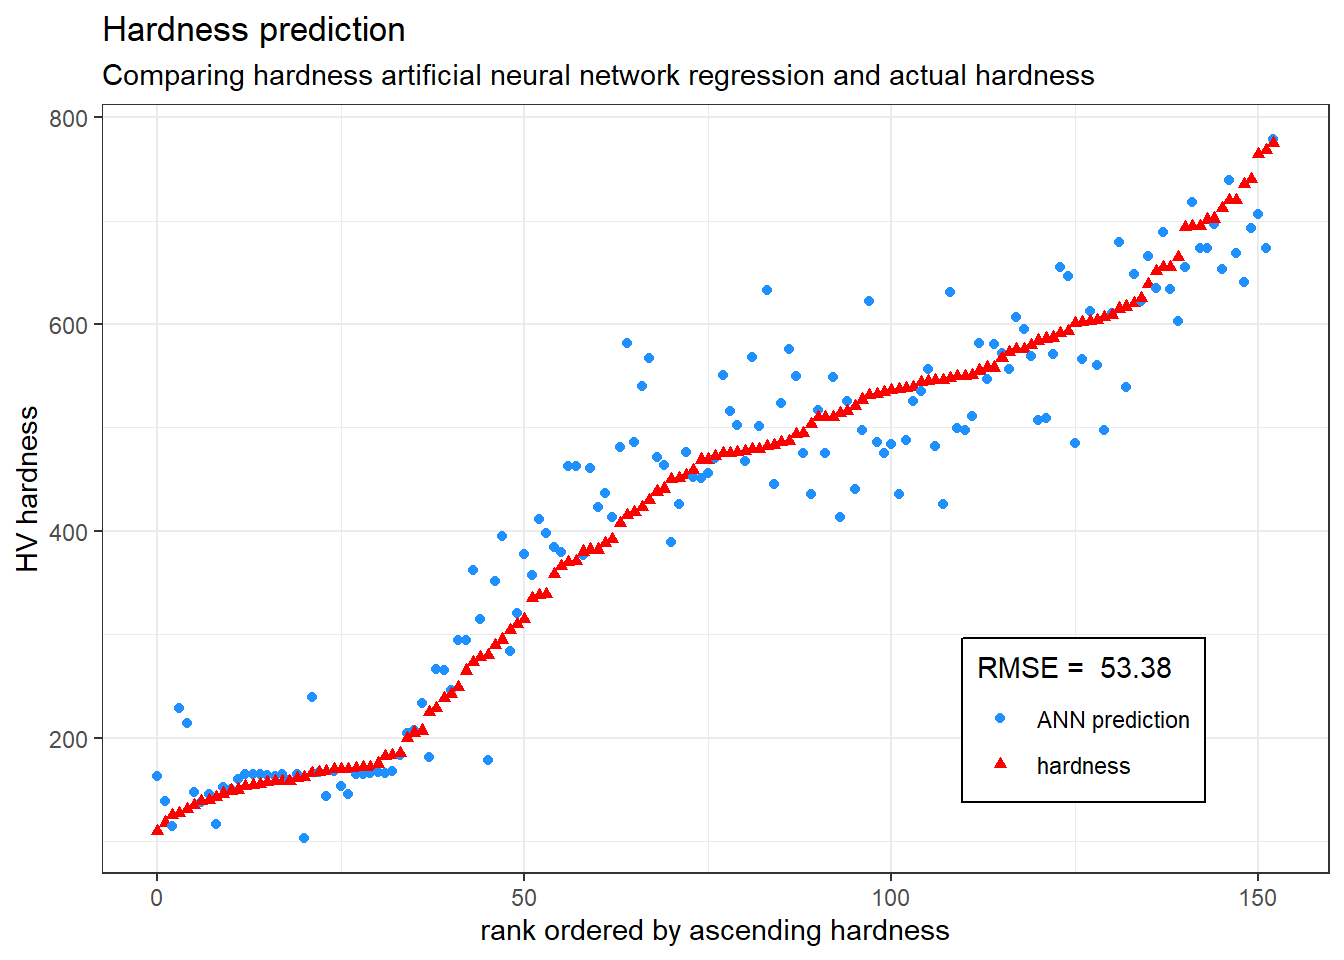 Hardness prediction
Comparing hardness artificial neural network regression and actual hardness
800
600
400
200
HV hardness
RMSE =  53.38
ANN prediction
hardness
0
50
100
150
rank ordered by ascending hardness